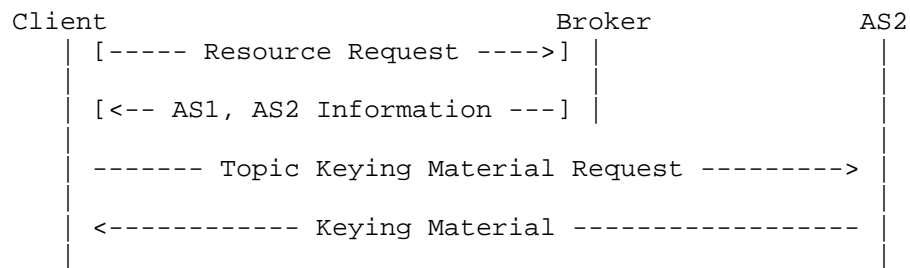 Client Broker AS2
| [----- Resource Request ---->] | |
| | |
| [<-- AS1, AS2 Information ---] | |
| |
| ------- Topic Keying Material Request ---------> |
| |
| <------------ Keying Material ------------------ |
| |